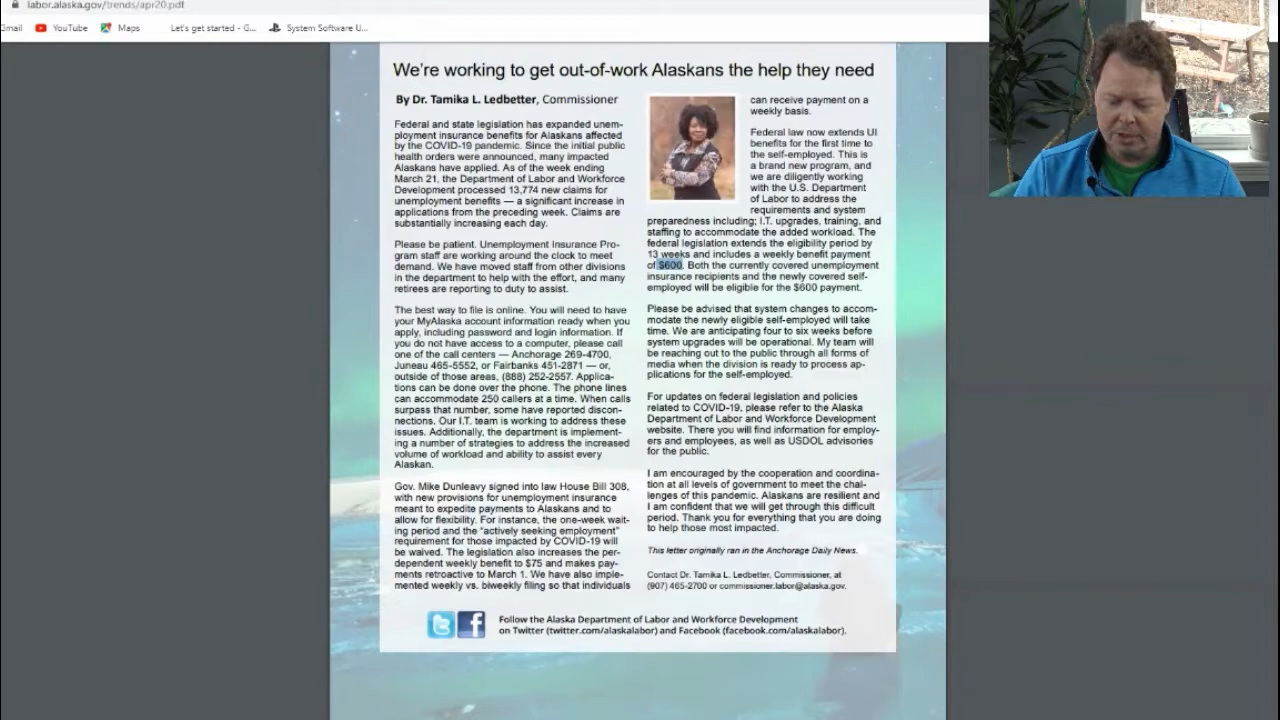 labor.alaska.gov/trends/apr20.pdf
Gmail YouTube Maps Let's get started - G... System Software U...
We're working to get out-of-work Alaskans the help they need
By Dr. Tamika L. Ledbetter, Commissioner
Federal and state legislation has expanded unem-
ployment insurance benefits for Alaskans affected
by the COVID-19 pandemic. Since the initial public
health orders were announced, many impacted
Alaskans have applied. As of the week ending
March 21, the Department of Labor and Workforce
Development processed 13,774 new claims for
unemployment benefits — a significant increase in
applications from the preceding week. Claims are
substantially increasing each day.
Please be patient. Unemployment Insurance Pro-
gram staff are working around the clock to meet
demand. We have moved staff from other divisions
in the department to help with the effort, and many
retirees are reporting to duty to assist.
The best way to file is online. You will need to have
your MyAlaska account information ready when you
apply, including password and login information. If
you do not have access to a computer, please call
one of the call centers — Anchorage 269-4700,
Juneau 465-5552, or Fairbanks 451-2871 — or,
outside of those areas, (888) 252-2557. Applica-
tions can be done over the phone. The phone lines
can accommodate 250 callers at a time. When calls
surpass that number, some have reported discon-
nections. Our I.T. team is working to address these
issues. Additionally, the department is implement-
ing a number of strategies to address the increased
volume of workload and ability to assist every
Alaskan.
Gov. Mike Dunleavy signed into law House Bill 308,
with new provisions for unemployment insurance
meant to expedite payments to Alaskans and to
allow for flexibility. For instance, the one-week wait-
ing period and the "actively seeking employment"
requirement for those impacted by COVID-19 will
be waived. The legislation also increases the per-
dependent weekly benefit to $75 and makes pay-
ments retroactive to March 1. We have also imple-
mented weekly vs. biweekly filing so that individuals
can receive payment on a
weekly basis.
Federal law now extends UI
benefits for the first time to
the self-employed. This is
a brand new program, and
we are diligently working
with the U.S. Department
of Labor to address the
requirements and system
preparedness including; I.T. upgrades, training, and
staffing to accommodate the added workload. The
federal legislation extends the eligibility period by
13 weeks and includes a weekly benefit payment
of $600. Both the currently covered unemployment
insurance recipients and the newly covered self-
employed will be eligible for the $600 payment.
Please be advised that system changes to accom-
modate the newly eligible self-employed will take
time. We are anticipating four to six weeks before
system upgrades will be operational. My team will
be reaching out to the public through all forms of
media when the division is ready to process ap-
plications for the self-employed.
For updates on federal legislation and policies
related to COVID-19, please refer to the Alaska
Department of Labor and Workforce Development
website. There you will find information for employ-
ers and employees, as well as USDOL advisories
for the public.
I am encouraged by the cooperation and coordina-
tion at all levels of government to meet the chal-
lenges of this pandemic. Alaskans are resilient and
I am confident that we will get through this difficult
period. Thank you for everything that you are doing
to help those most impacted.
This letter originally ran in the Anchorage Daily News.
Contact Dr. Tamika L. Ledbetter, Commissioner, at
(907) 465-2700 or commissioner.labor@alaska.gov.
Follow the Alaska Department of Labor and Workforce Development
on Twitter (twitter.com/alaskalabor) and Facebook (facebook.com/alaskalabor).